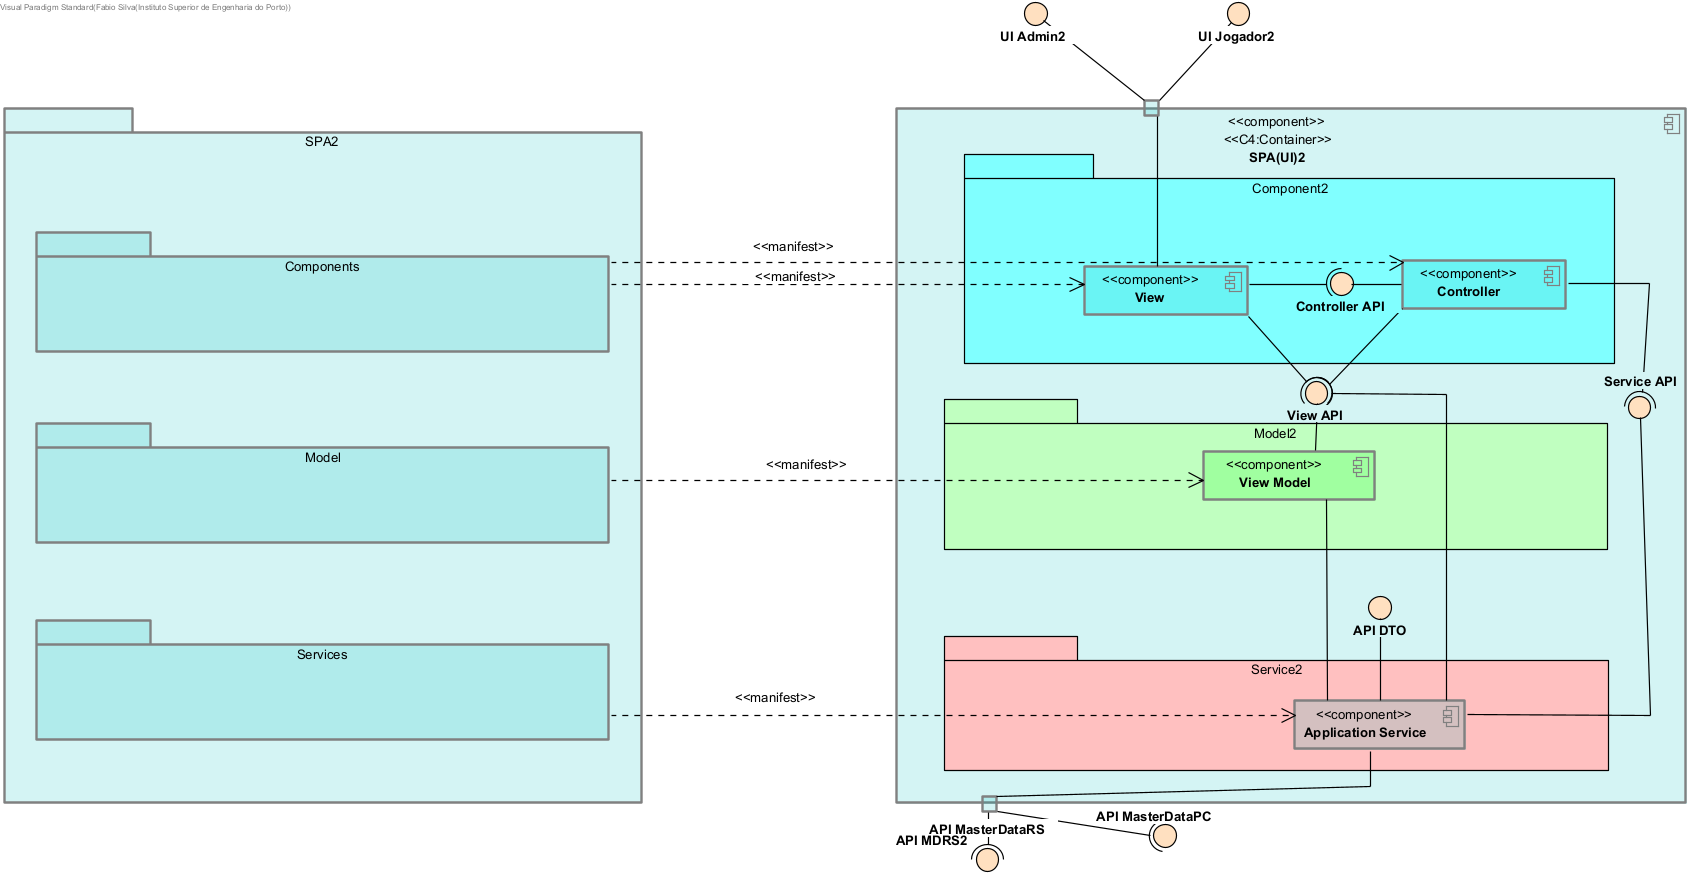 Visual Paradigm Standard(Fabio Silva(Instituto Superior de Engenharia do Porto))
UI Admin2
UI Jogador2
SPA2
<<component>>
<<C4:Container>>
SPA(UI)2
Component2
Components
<<manifest>>
<<manifest>>
<<component>>
View
<<component>>
Controller
Controller API
Service API
View API
Model2
Model
<<manifest>>
<<component>>
View Model
API DTO
Services
Service2
<<manifest>>
<<component>>
Application Service
API MasterDataPC
API MasterDataRS
API MDRS2